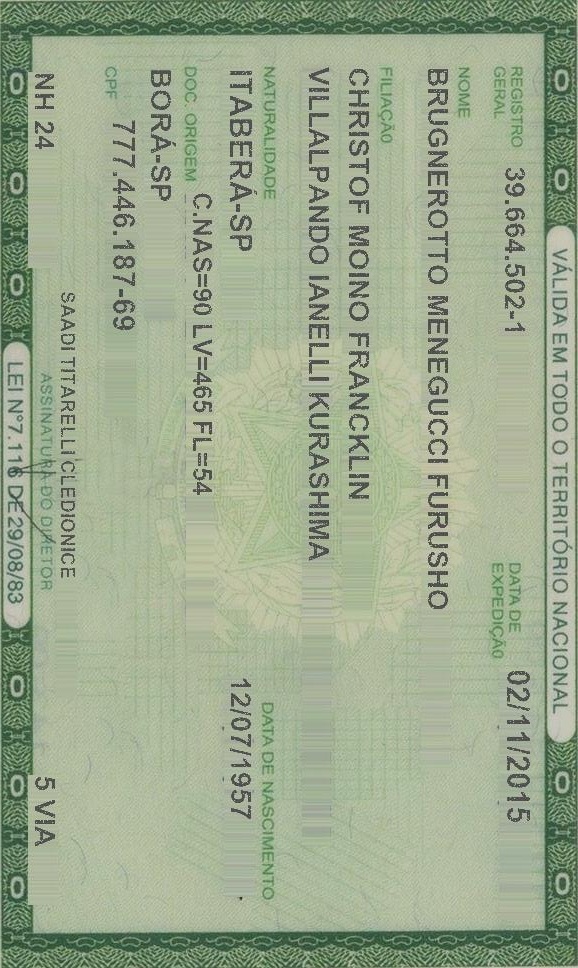 VÁLIDA EM TODO O TERRITÓRIO NACIONAL
REGISTRO GERAL 39.664.502-1 DATA DE EXPEDIÇÃO 02/11/2015
NOME
BRUGNEROTTO MENEGUCCI FURUSHO
FILIAÇÃO
CHRISTOF MOINO FRANCKLIN
VILLALPANDO IANELLI KURASHIMA
NATURALIDADE DATA DE NASCIMENTO
ITABERÁ-SP 12/07/1957
DOC. ORIGEM C.NAS=90 LV=465 FL=54
BORÁ-SP
CPF 777.446.187-69
SAADI TITARELLI CLEDIONICE
NH 24 ASSINATURA DO DIRETOR 5 VIA
LEI Nº 7.116 DE 29/08/83